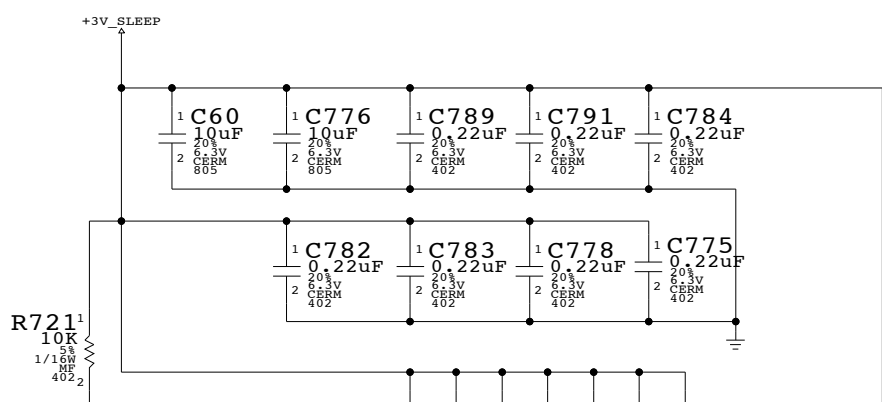 +3V_SLEEP
1 C60
10uF
20%
6.3V
2 CERM
805
1 C776
10uF
20%
6.3V
2 CERM
805
1 C789
0.22uF
20%
6.3V
2 CERM
402
1 C791
0.22uF
20%
6.3V
2 CERM
402
1 C784
0.22uF
20%
6.3V
2 CERM
402
1 C782
0.22uF
20%
6.3V
2 CERM
402
1 C783
0.22uF
20%
6.3V
2 CERM
402
1 C778
0.22uF
20%
6.3V
2 CERM
402
1 C775
0.22uF
20%
6.3V
2 CERM
402
R721 1
10K
5%
1/16W
MF
402 2